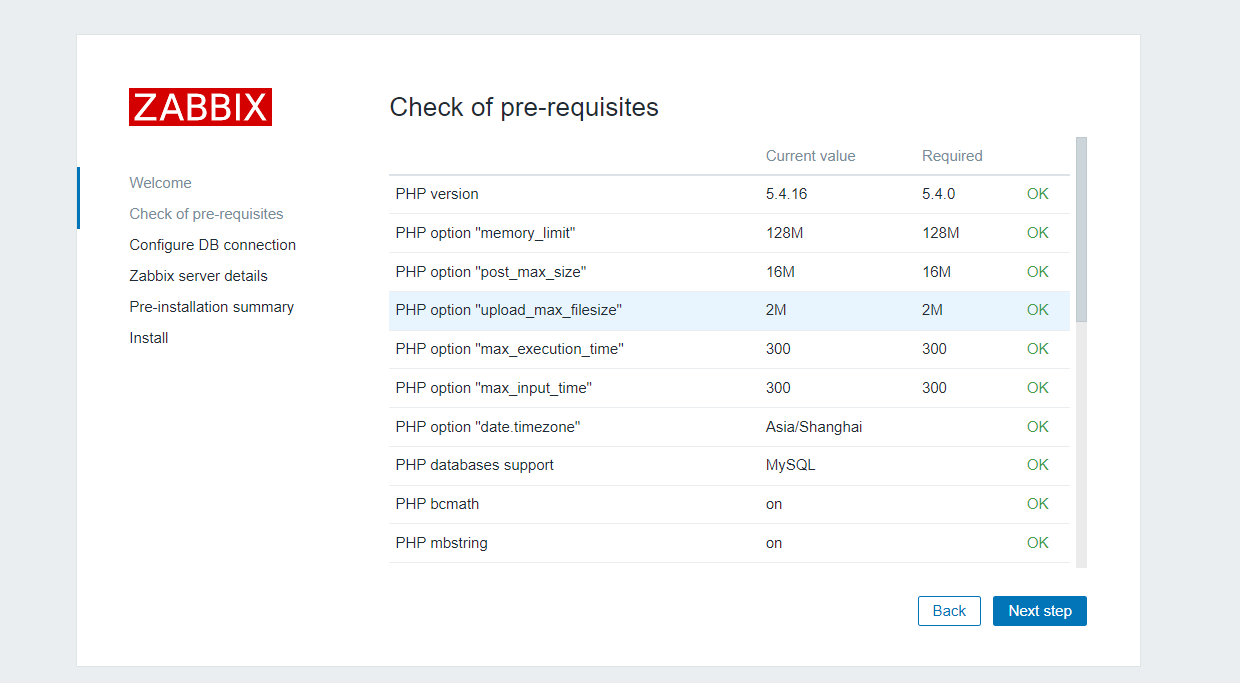 ZABBIX
Welcome
Check of pre-requisites
Configure DB connection
Zabbix server details
Pre-installation summary
Install
Check of pre-requisites
Current value Required
PHP version 5.4.16 5.4.0 OK
PHP option "memory_limit" 128M 128M OK
PHP option "post_max_size" 16M 16M OK
PHP option "upload_max_filesize" 2M 2M OK
PHP option "max_execution_time" 300 300 OK
PHP option "max_input_time" 300 300 OK
PHP option "date.timezone" Asia/Shanghai OK
PHP databases support MySQL OK
PHP bcmath on OK
PHP mbstring on OK
Back Next step